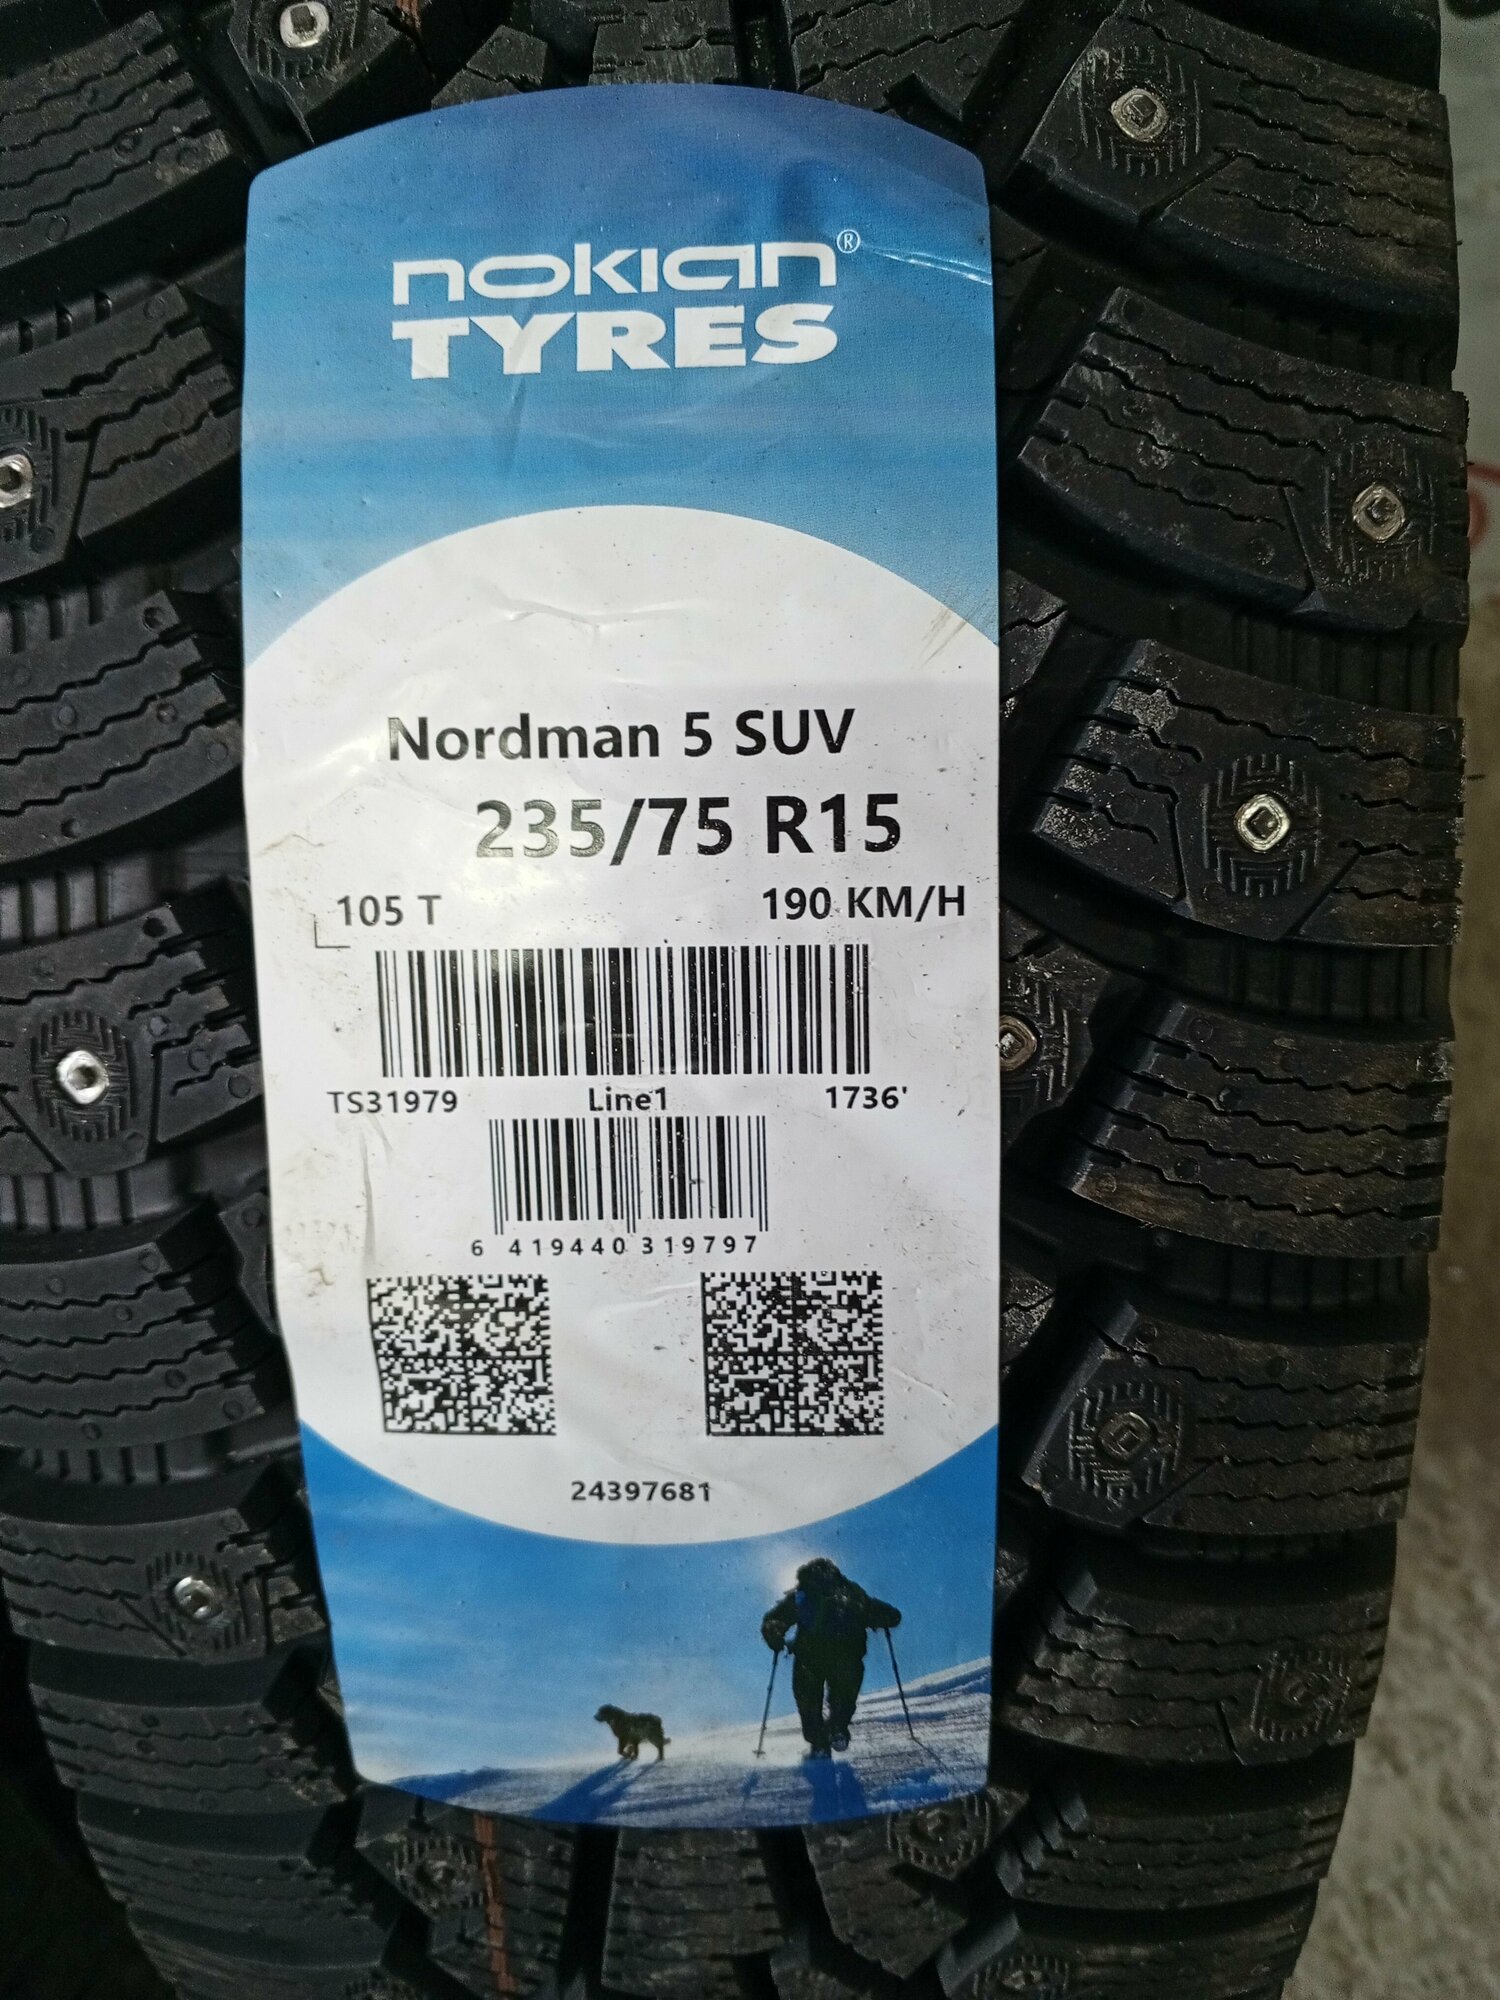 nokian®
TYRES
Nordman 5 SUV
235/75 R15
105 T 190 KM/H
TS31979 Line1 1736'
6 419440 319797
24397681